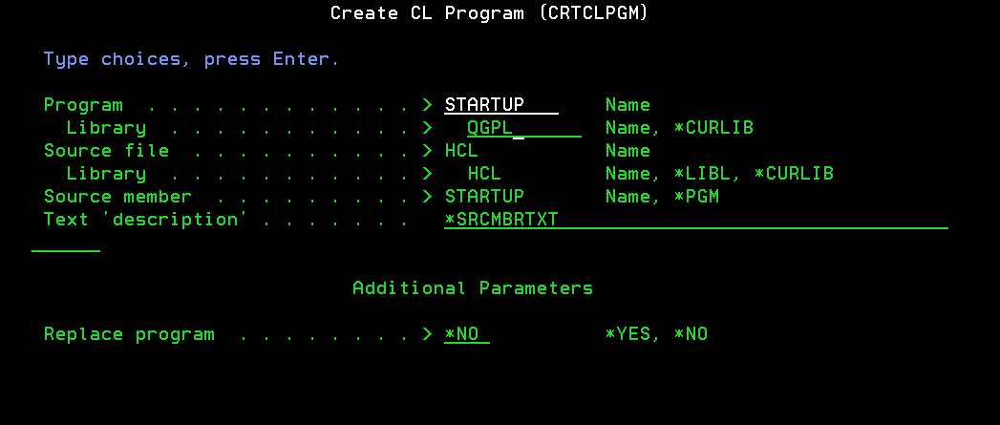 Create CL Program (CRTCLPGM)
Type choices, press Enter.
Program . . . . . . . . . . . . > STARTUP Name
Library . . . . . . . . . . . > QGPL_ Name, *CURLIB
Source file . . . . . . . . . . > HCL Name
Library . . . . . . . . . . . > HCL Name, *LIBL, *CURLIB
Source member . . . . . . . . . > STARTUP Name, *PGM
Text 'description' . . . . . . . *SRCMBRTXT
Additional Parameters
Replace program . . . . . . . . > *NO *YES, *NO